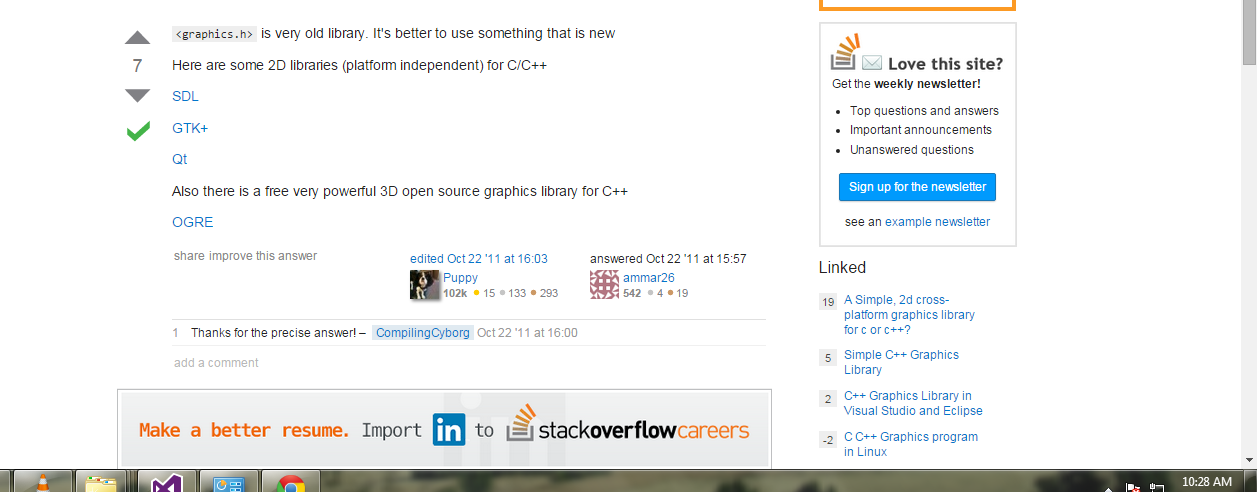 <graphics.h> is very old library. It's better to use something that is new
7
Here are some 2D libraries (platform independent) for C/C++
SDL
GTK+
Qt
Also there is a free very powerful 3D open source graphics library for C++
OGRE
share improve this answer
edited Oct 22 '11 at 16:03
Puppy
102k 15 133 293
answered Oct 22 '11 at 15:57
ammar26
542 4 19
1 Thanks for the precise answer! – CompilingCyborg Oct 22 '11 at 16:00
add a comment
Make a better resume. Import in to stackoverflowcareers
Love this site?
Get the weekly newsletter!
• Top questions and answers
• Important announcements
• Unanswered questions
Sign up for the newsletter
see an example newsletter
Linked
19 A Simple, 2d cross-
platform graphics library
for c or c++?
5 Simple C++ Graphics
Library
2 C++ Graphics Library in
Visual Studio and Eclipse
-2 C C++ Graphics program
in Linux
10:28 AM